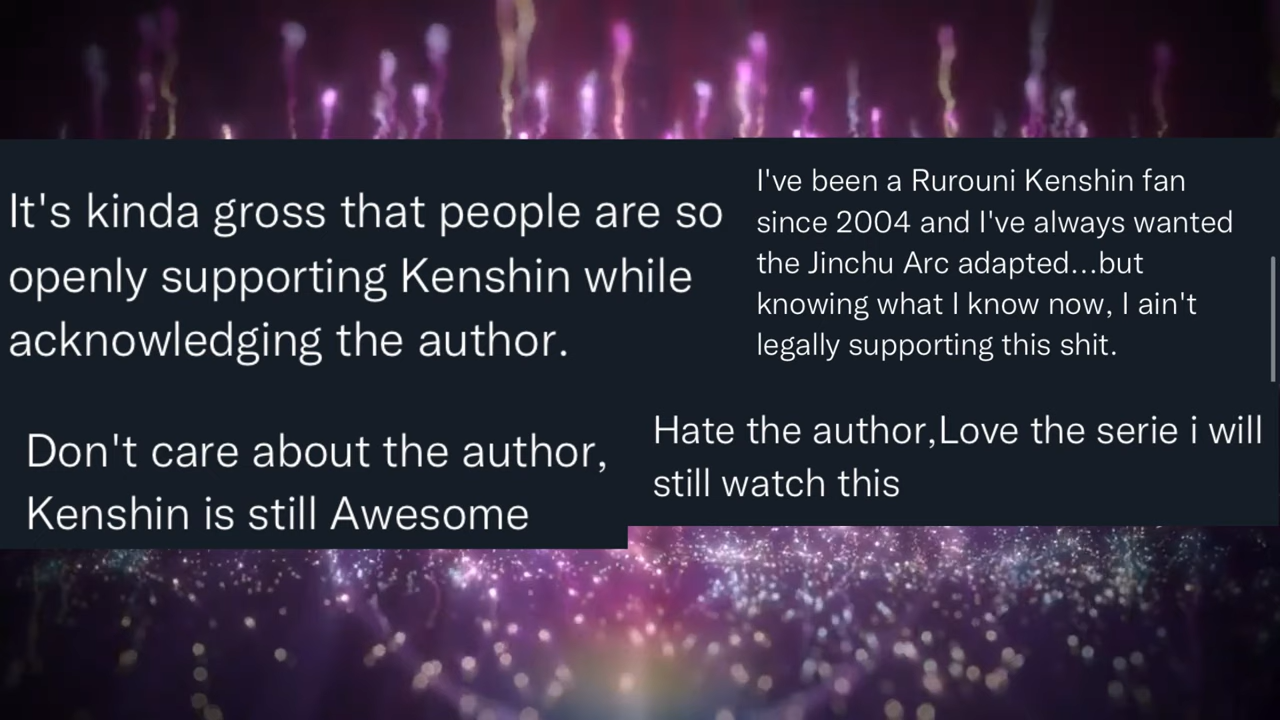 It's kinda gross that people are so
openly supporting Kenshin while
acknowledging the author.
I've been a Rurouni Kenshin fan
since 2004 and I've always wanted
the Jinchu Arc adapted...but
knowing what I know now, I ain't
legally supporting this shit.
Don't care about the author,
Kenshin is still Awesome
Hate the author,Love the serie i will
still watch this